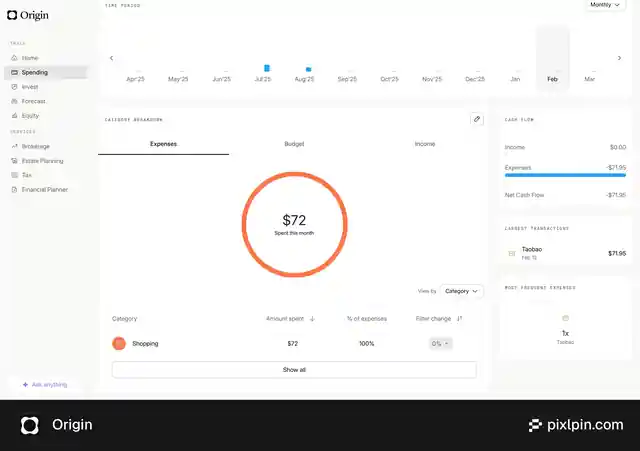 Origin
TIME PERIOD
Monthly
TOOLS
Home
Spending
Invest
Forecast
Equity
SERVICES
Brokerage
Estate Planning
Tax
Financial Planner
Ask anything
Apr'25 May'25 Jun'25 Jul'25 Aug'25 Sep'25 Oct'25 Nov'25 Dec'25 Jan Feb Mar
CATEGORY BREAKDOWN
Expenses Budget Income
$72
Spent this month
View by Category
Category Amount spent % of expenses Filter change
Shopping $72 100% 0%
Show all
CASH FLOW
Income $0.00
Expenses -$71.95
Net Cash Flow -$71.95
LARGEST TRANSACTIONS
Taobao $71.95
MOST FREQUENT EXPENSES
1x
Taobao
Origin
pixlpin.com